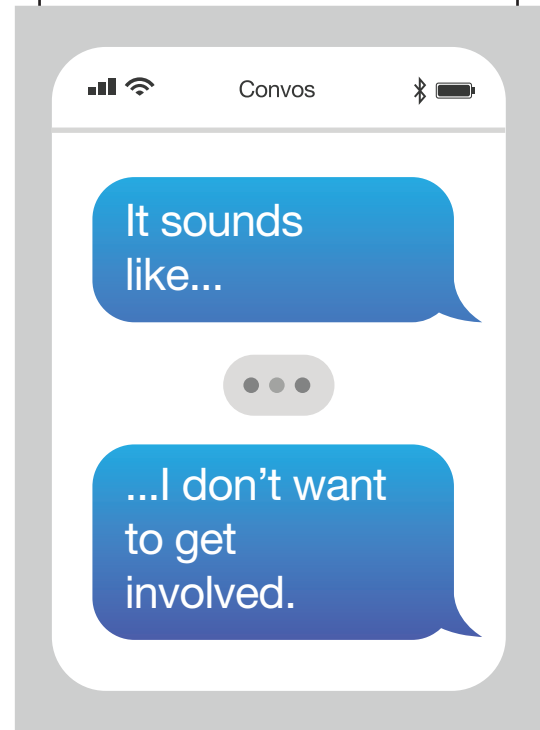 Convos
It sounds
like...
...I don’t want
to get
involved.